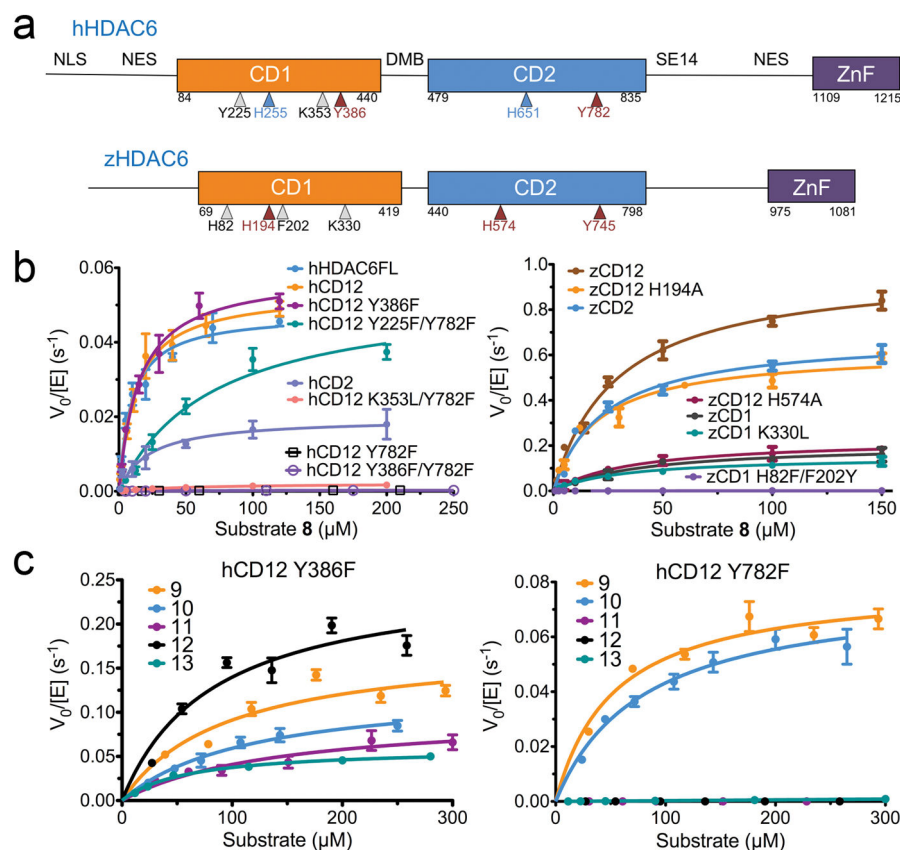 a
hHDAC6
NLS NES DMB SE14 NES
CD1 CD2 ZnF
84 440 479 835 1109 1215
Y225 H255 K353 Y386 H651 Y782
zHDAC6
CD1 CD2 ZnF
69 419 440 798 975 1081
H82 H194 F202 K330 H574 Y745
b
V0/[E] (s⁻¹)
0.06
0.04
0.02
0.00
0 50 100 150 200 250
Substrate 8 (µM)
hHDAC6FL
hCD12
hCD12 Y386F
hCD12 Y225F/Y782F
hCD2
hCD12 K353L/Y782F
hCD12 Y782F
hCD12 Y386F/Y782F
V0/[E] (s⁻¹)
1.0
0.8
0.6
0.4
0.2
0.0
0 50 100 150
Substrate 8 (µM)
zCD12
zCD12 H194A
zCD2
zCD12 H574A
zCD1
zCD1 K330L
zCD1 H82F/F202Y
c
hCD12 Y386F
V0/[E] (s⁻¹)
0.25
0.20
0.15
0.10
0.05
0.00
0 100 200 300
Substrate (µM)
9
10
11
12
13
hCD12 Y782F
V0/[E] (s⁻¹)
0.08
0.06
0.04
0.02
0.00
0 100 200 300
Substrate (µM)
9
10
11
12
13